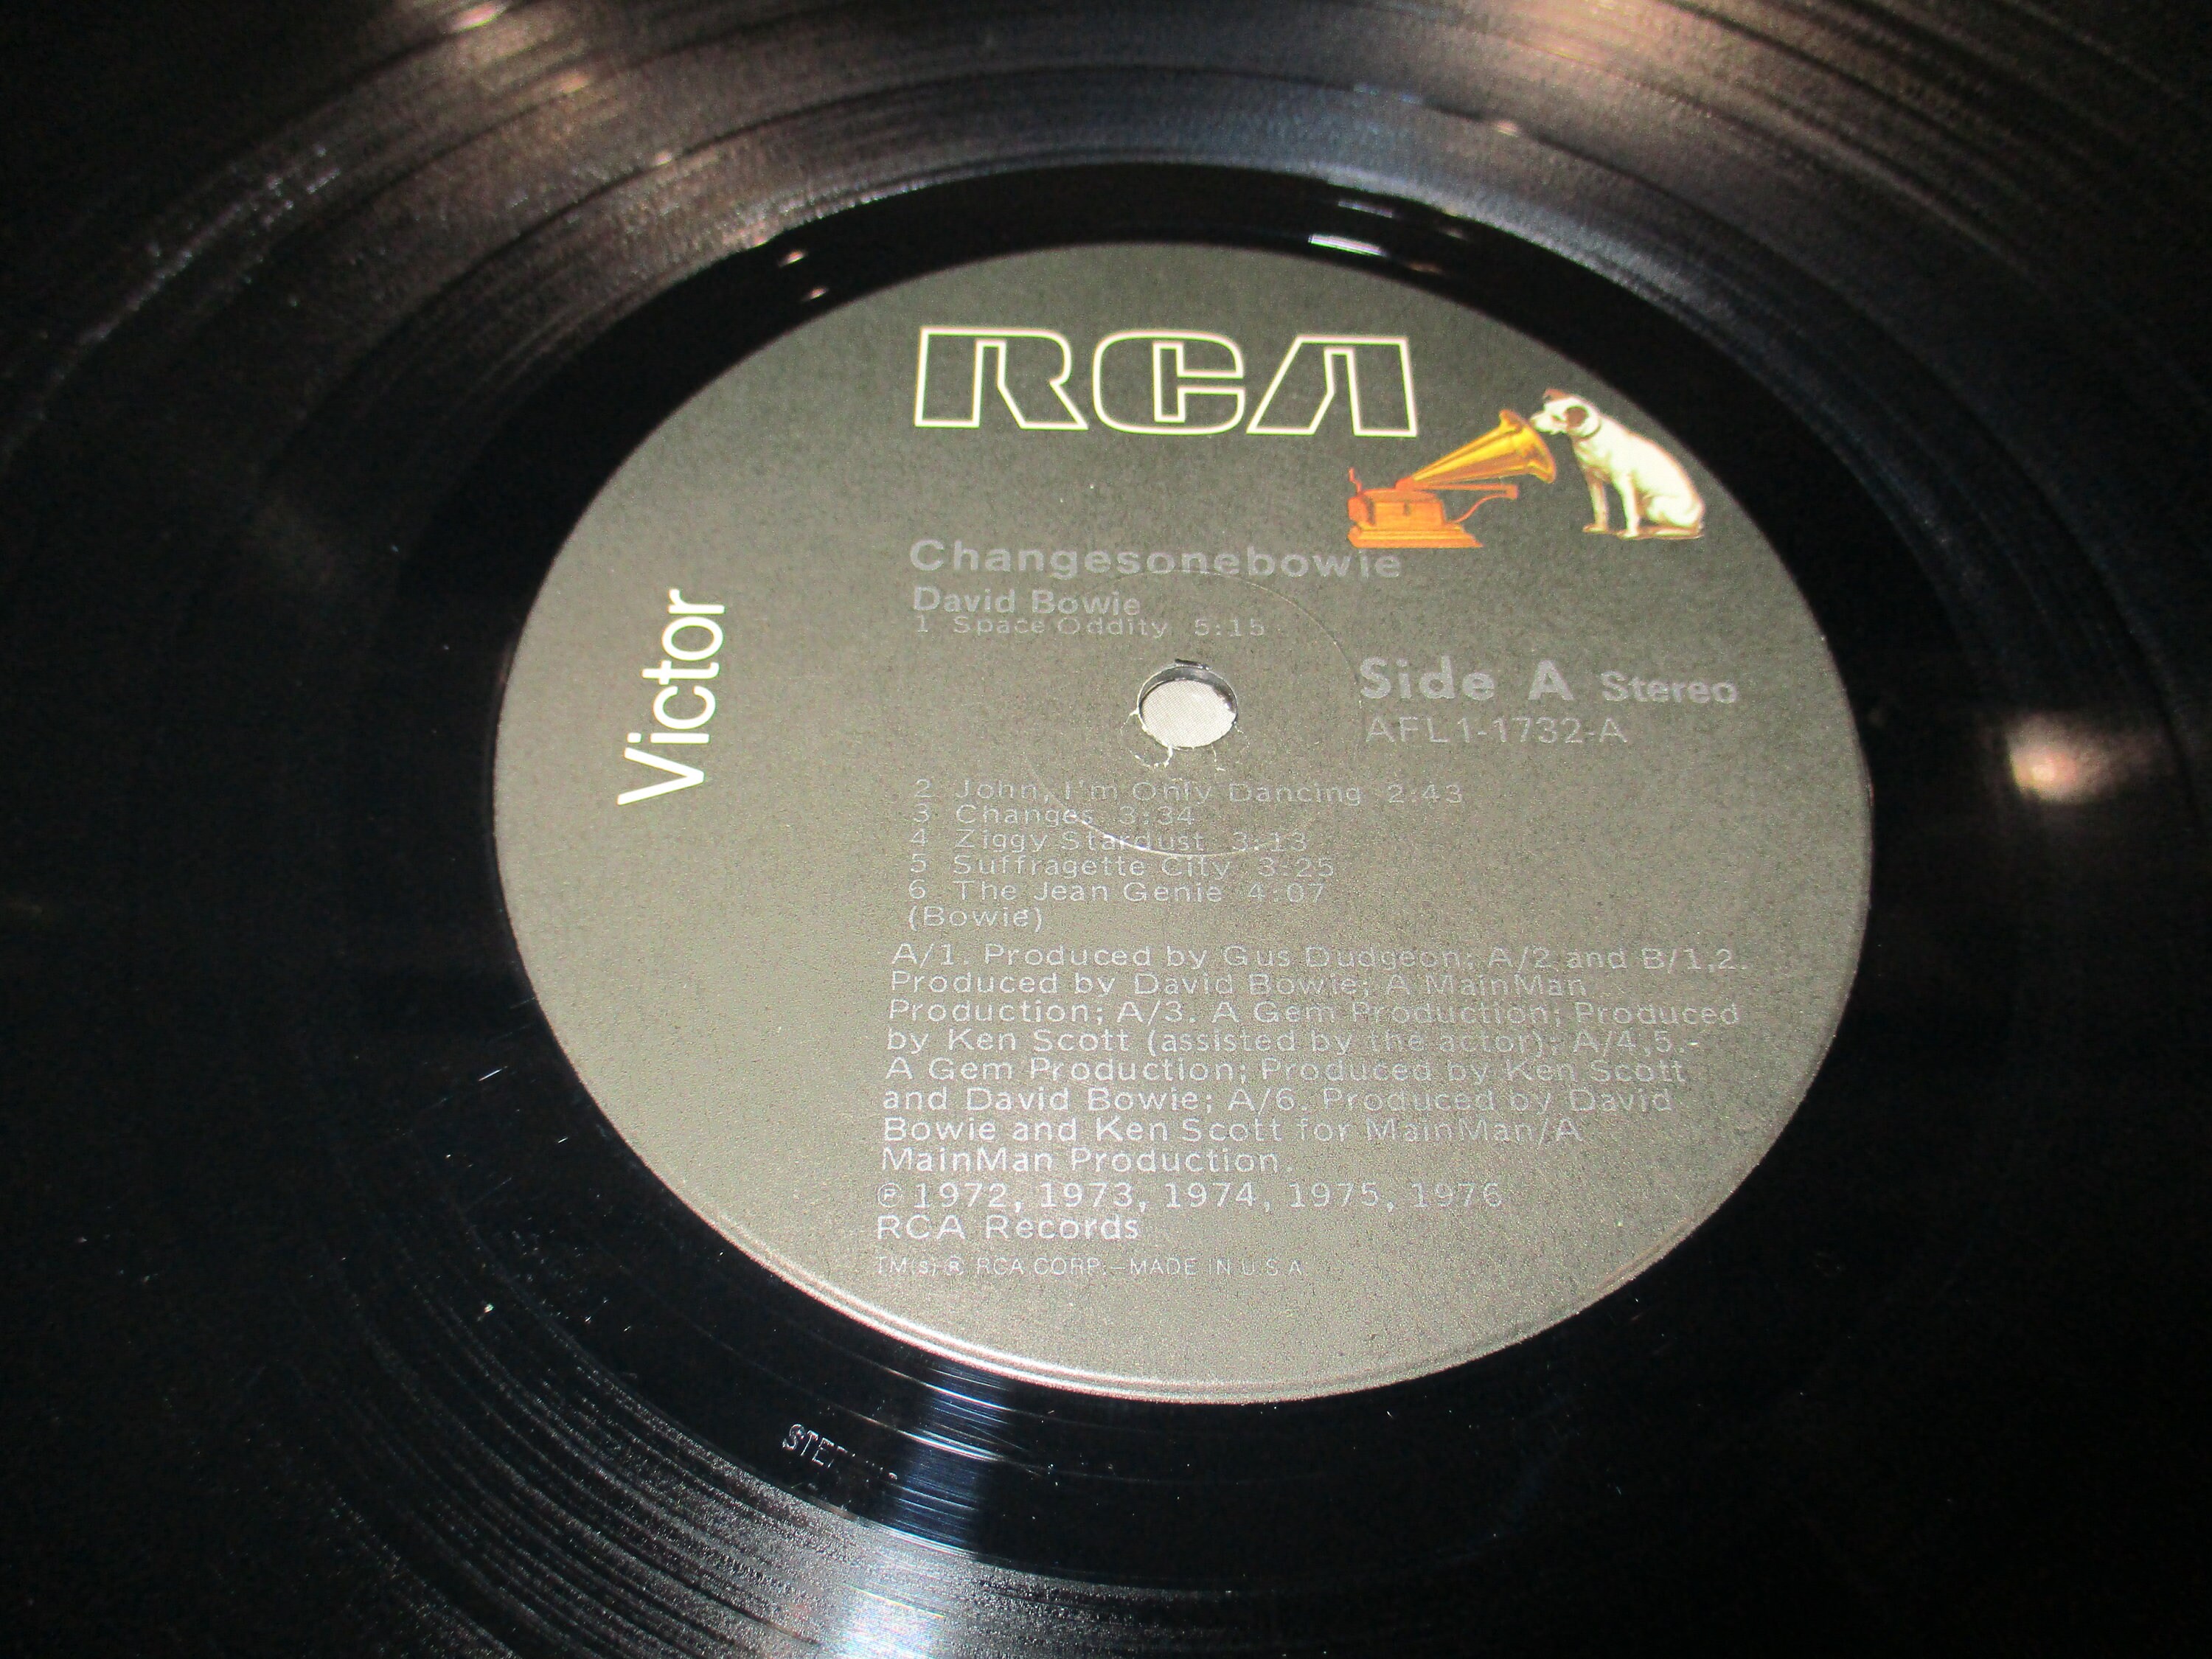 RCA
Victor
Changesonebowie
David Bowie
1 Space Oddity 5:15
Side A Stereo
AFL1-1732-A
2 John, I'm Only Dancing 2:43
3 Changes 3:34
4 Ziggy Stardust 3:13
5 Suffragette City 3:25
6 The Jean Genie 4:07
(Bowie)
A/1. Produced by Gus Dudgeon; A/2 and B/1,2.
Produced by David Bowie; A MainMan
Production; A/3. A Gem Production; Produced
by Ken Scott (assisted by the actor); A/4,5.-
A Gem Production; Produced by Ken Scott
and David Bowie; A/6. Produced by David
Bowie and Ken Scott for MainMan/A
MainMan Production.
℗ 1972, 1973, 1974, 1975, 1976
RCA Records
TM(s) ® RCA CORP.—MADE IN U.S.A.